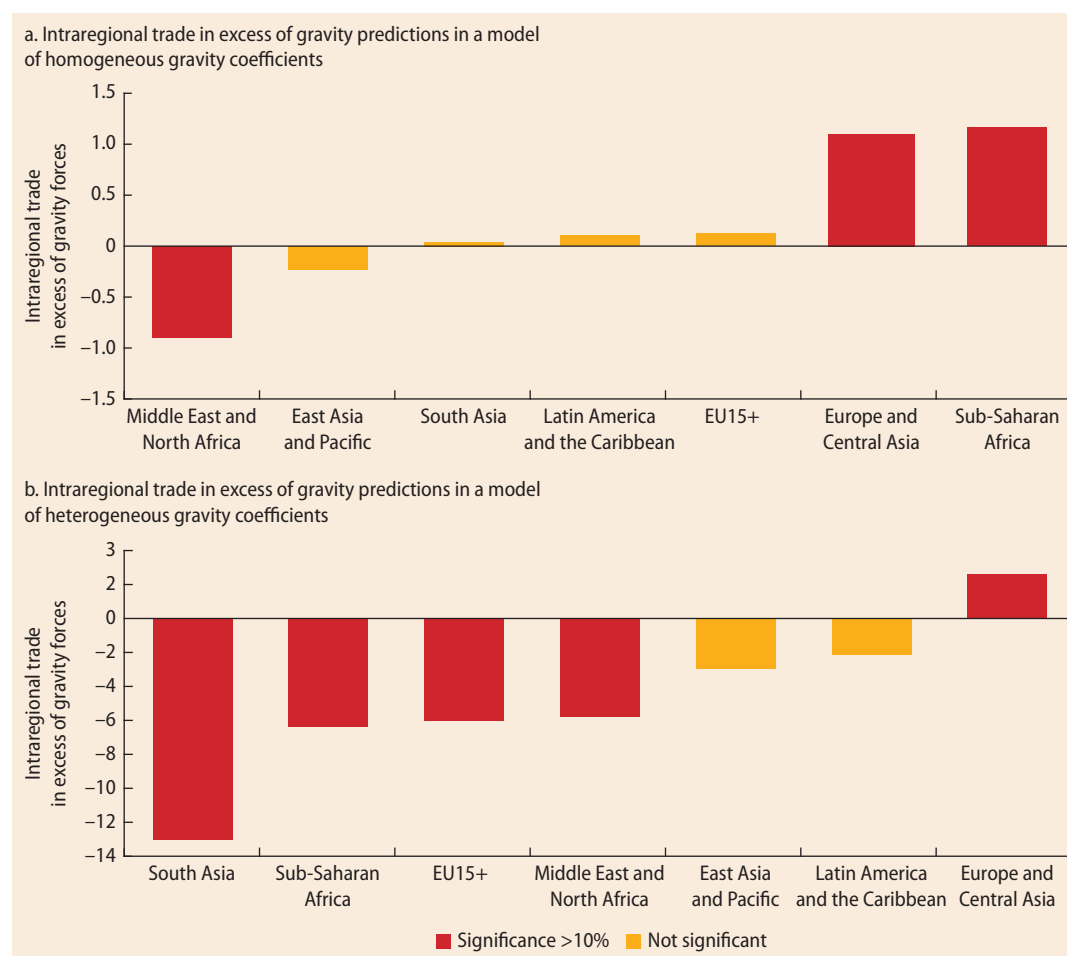 a. Intraregional trade in excess of gravity predictions in a model
of homogeneous gravity coefficients
Intraregional trade
in excess of gravity forces
1.5
1.0
0.5
0
–0.5
–1.0
–1.5
Middle East and
North Africa
East Asia
and Pacific
South Asia
Latin America
and the Caribbean
EU15+
Europe and
Central Asia
Sub-Saharan
Africa
b. Intraregional trade in excess of gravity predictions in a model
of heterogeneous gravity coefficients
Intraregional trade
in excess of gravity forces
3
2
0
–2
–4
–6
–8
–10
–12
–14
South Asia
Sub-Saharan
Africa
EU15+
Middle East and
North Africa
East Asia
and Pacific
Latin America
and the Caribbean
Europe and
Central Asia
Significance >10%
Not significant